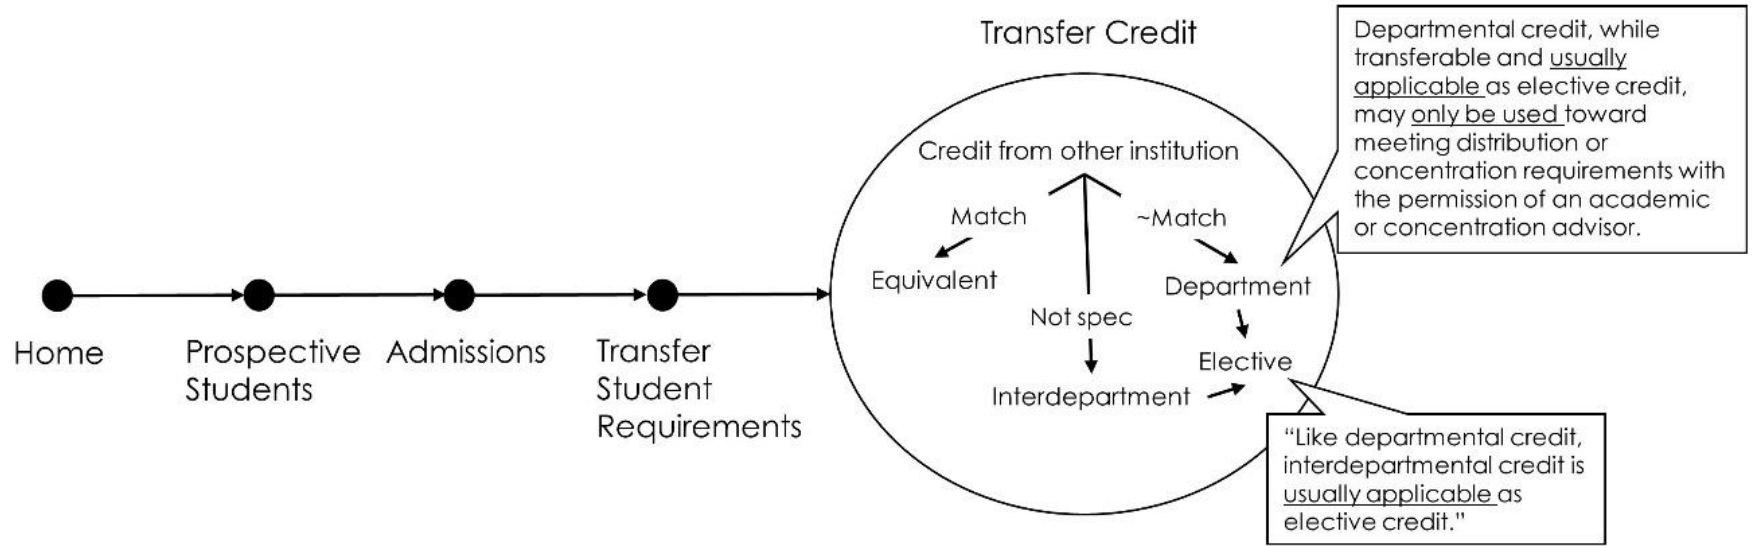 Transfer Credit
Departmental credit, while
transferable and usually
applicable as elective credit,
may only be used toward
meeting distribution or
concentration requirements with
the permission of an academic
or concentration advisor.
Credit from other institution
Match
~Match
Equivalent
Department
Not spec
Elective
Interdepartment
Home
Prospective
Students
Admissions
Transfer
Student
Requirements
“Like departmental credit,
interdepartmental credit is
usually applicable as
elective credit.”